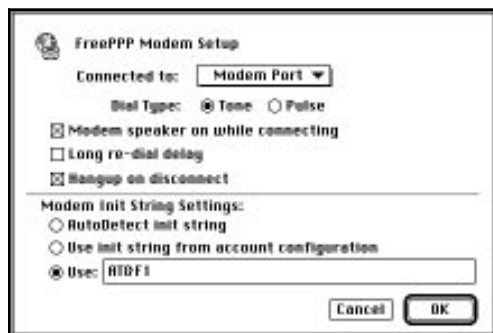 FreePPP Modem Setup
Connected to: Modem Port
Dial Type: Tone Pulse
Modem speaker on while connecting
Long re-dial delay
Hangup on disconnect
Modem Init String Settings:
AutoDetect init string
Use init string from account configuration
Use: AT&F1
Cancel OK